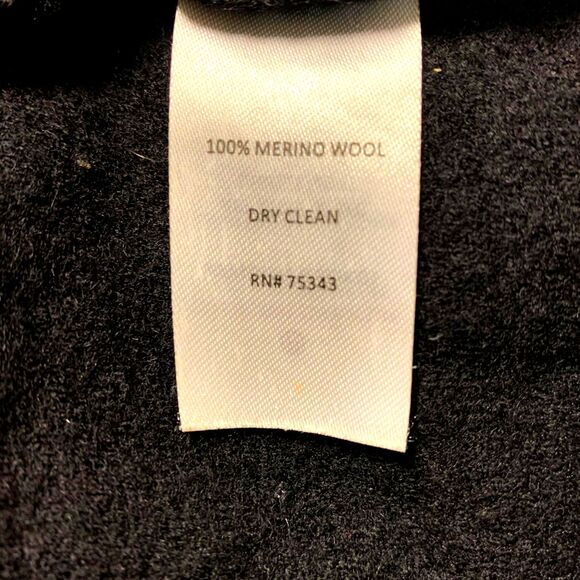 100% MERINO WOOL
DRY CLEAN
RN# 75343